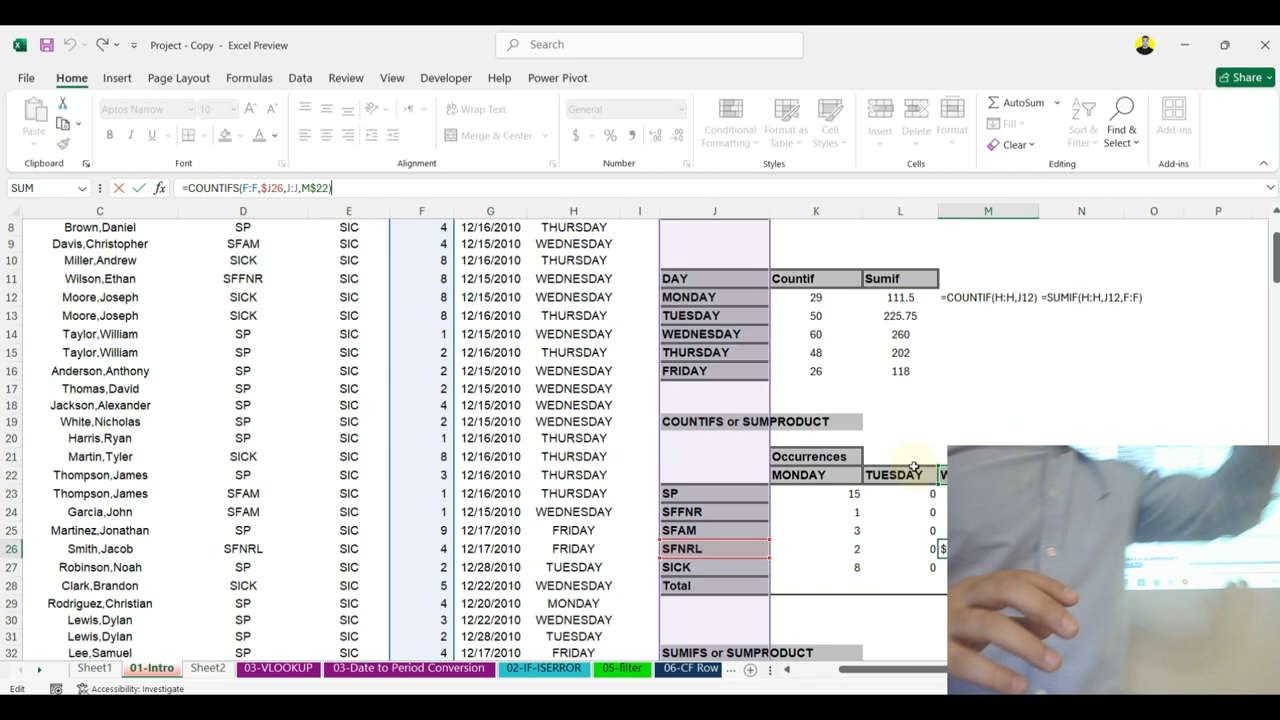 Project - Copy - Excel Preview
Search
File Home Insert Page Layout Formulas Data Review View Developer Help Power Pivot Share
Paste
Aptos Narrow 10
B I U
Wrap Text
Merge & Center
General
$ % 9
Conditional Formatting
Format as Table
Cell Styles
Insert
Delete
Format
AutoSum
Fill
Clear
Sort & Filter
Find & Select
Add-ins
Clipboard Font Alignment Number Styles Cells Editing Add-ins
SUM fx =COUNTIFS(F:F,$J26,J:J,M$22)
C D E F G H I J K L M N O P
8 Brown,Daniel SP SIC 4 12/16/2010 THURSDAY
9 Davis,Christopher SFAM SIC 4 12/15/2010 WEDNESDAY
10 Miller,Andrew SICK SIC 8 12/16/2010 THURSDAY
11 Wilson,Ethan SFFNR SIC 8 12/15/2010 WEDNESDAY DAY Countif Sumif
12 Moore,Joseph SICK SIC 8 12/15/2010 WEDNESDAY MONDAY 29 111.5 =COUNTIF(H:H,J12) =SUMIF(H:H,J12,F:F)
13 Moore,Joseph SICK SIC 8 12/16/2010 THURSDAY TUESDAY 50 225.75
14 Taylor,William SP SIC 1 12/15/2010 WEDNESDAY WEDNESDAY 60 260
15 Taylor,William SP SIC 2 12/16/2010 THURSDAY THURSDAY 48 202
16 Anderson,Anthony SP SIC 2 12/15/2010 WEDNESDAY FRIDAY 26 118
17 Thomas,David SP SIC 2 12/15/2010 WEDNESDAY
18 Jackson,Alexander SP SIC 4 12/15/2010 WEDNESDAY
19 White,Nicholas SP SIC 2 12/15/2010 WEDNESDAY COUNTIFS or SUMPRODUCT
20 Harris,Ryan SP SIC 1 12/16/2010 THURSDAY
21 Martin,Tyler SICK SIC 8 12/16/2010 THURSDAY Occurrences
22 Thompson,James SP SIC 3 12/16/2010 THURSDAY MONDAY TUESDAY
23 Thompson,James SFAM SIC 1 12/16/2010 THURSDAY SP 15 0
24 Garcia,John SFAM SIC 1 12/15/2010 WEDNESDAY SFFNR 1 0
25 Martinez,Jonathan SP SIC 9 12/17/2010 FRIDAY SFAM 3 0
26 Smith,Jacob SFNRL SIC 4 12/17/2010 FRIDAY SFNRL 2 0 $
27 Robinson,Noah SP SIC 2 12/28/2010 TUESDAY SICK 8 0
28 Clark,Brandon SICK SIC 5 12/22/2010 WEDNESDAY Total
29 Rodriguez,Christian SP SIC 4 12/20/2010 MONDAY
30 Lewis,Dylan SP SIC 3 12/22/2010 WEDNESDAY
31 Lewis,Dylan SP SIC 2 12/28/2010 TUESDAY
32 Lee,Samuel SP SIC 4 12/17/2010 FRIDAY SUMIFS or SUMPRODUCT
Sheet1 01-Intro Sheet2 03-VLOOKUP 03-Date to Period Conversion 02-IF-ISERROR 05-filter 06-CF Row ...
Edit Accessibility: Investigate